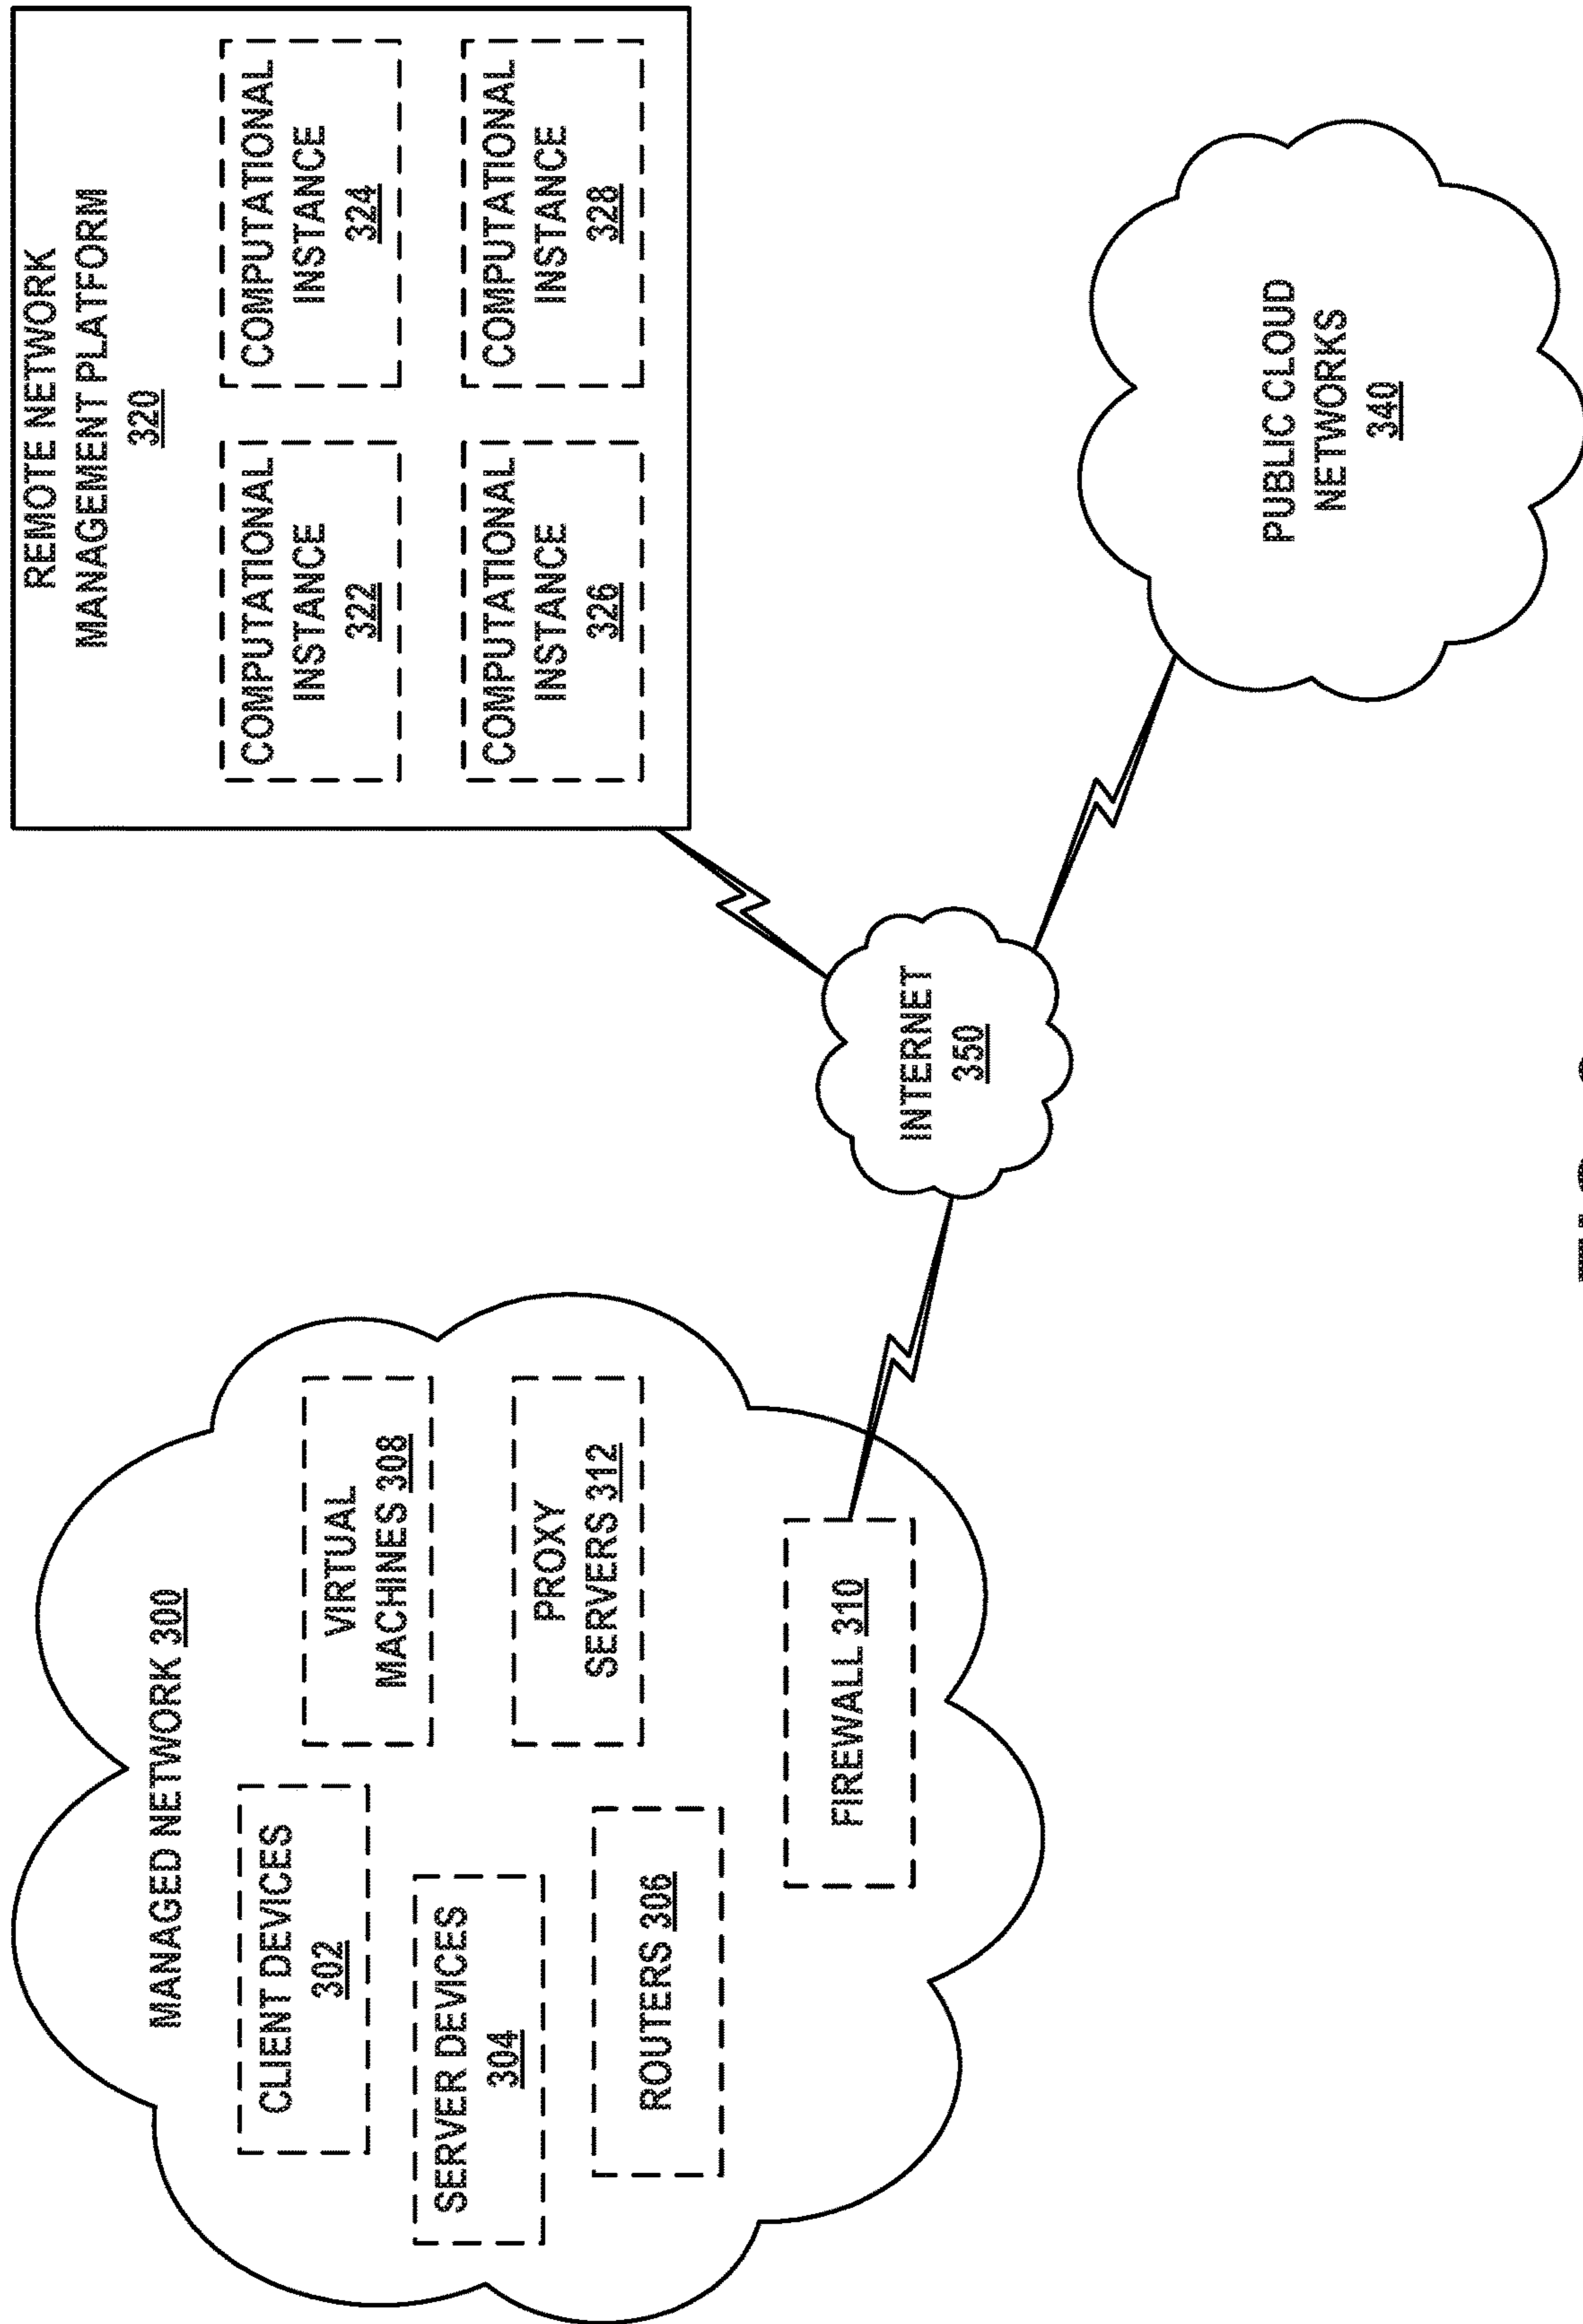 MANAGED NETWORK 300
CLIENT DEVICES
302
SERVER DEVICES
304
ROUTERS 306
VIRTUAL
MACHINES 308
PROXY
SERVERS 312
FIREWALL 310
INTERNET
350
REMOTE NETWORK
MANAGEMENT PLATFORM
320
COMPUTATIONAL
INSTANCE
322
COMPUTATIONAL
INSTANCE
324
COMPUTATIONAL
INSTANCE
326
COMPUTATIONAL
INSTANCE
328
PUBLIC CLOUD
NETWORKS
340